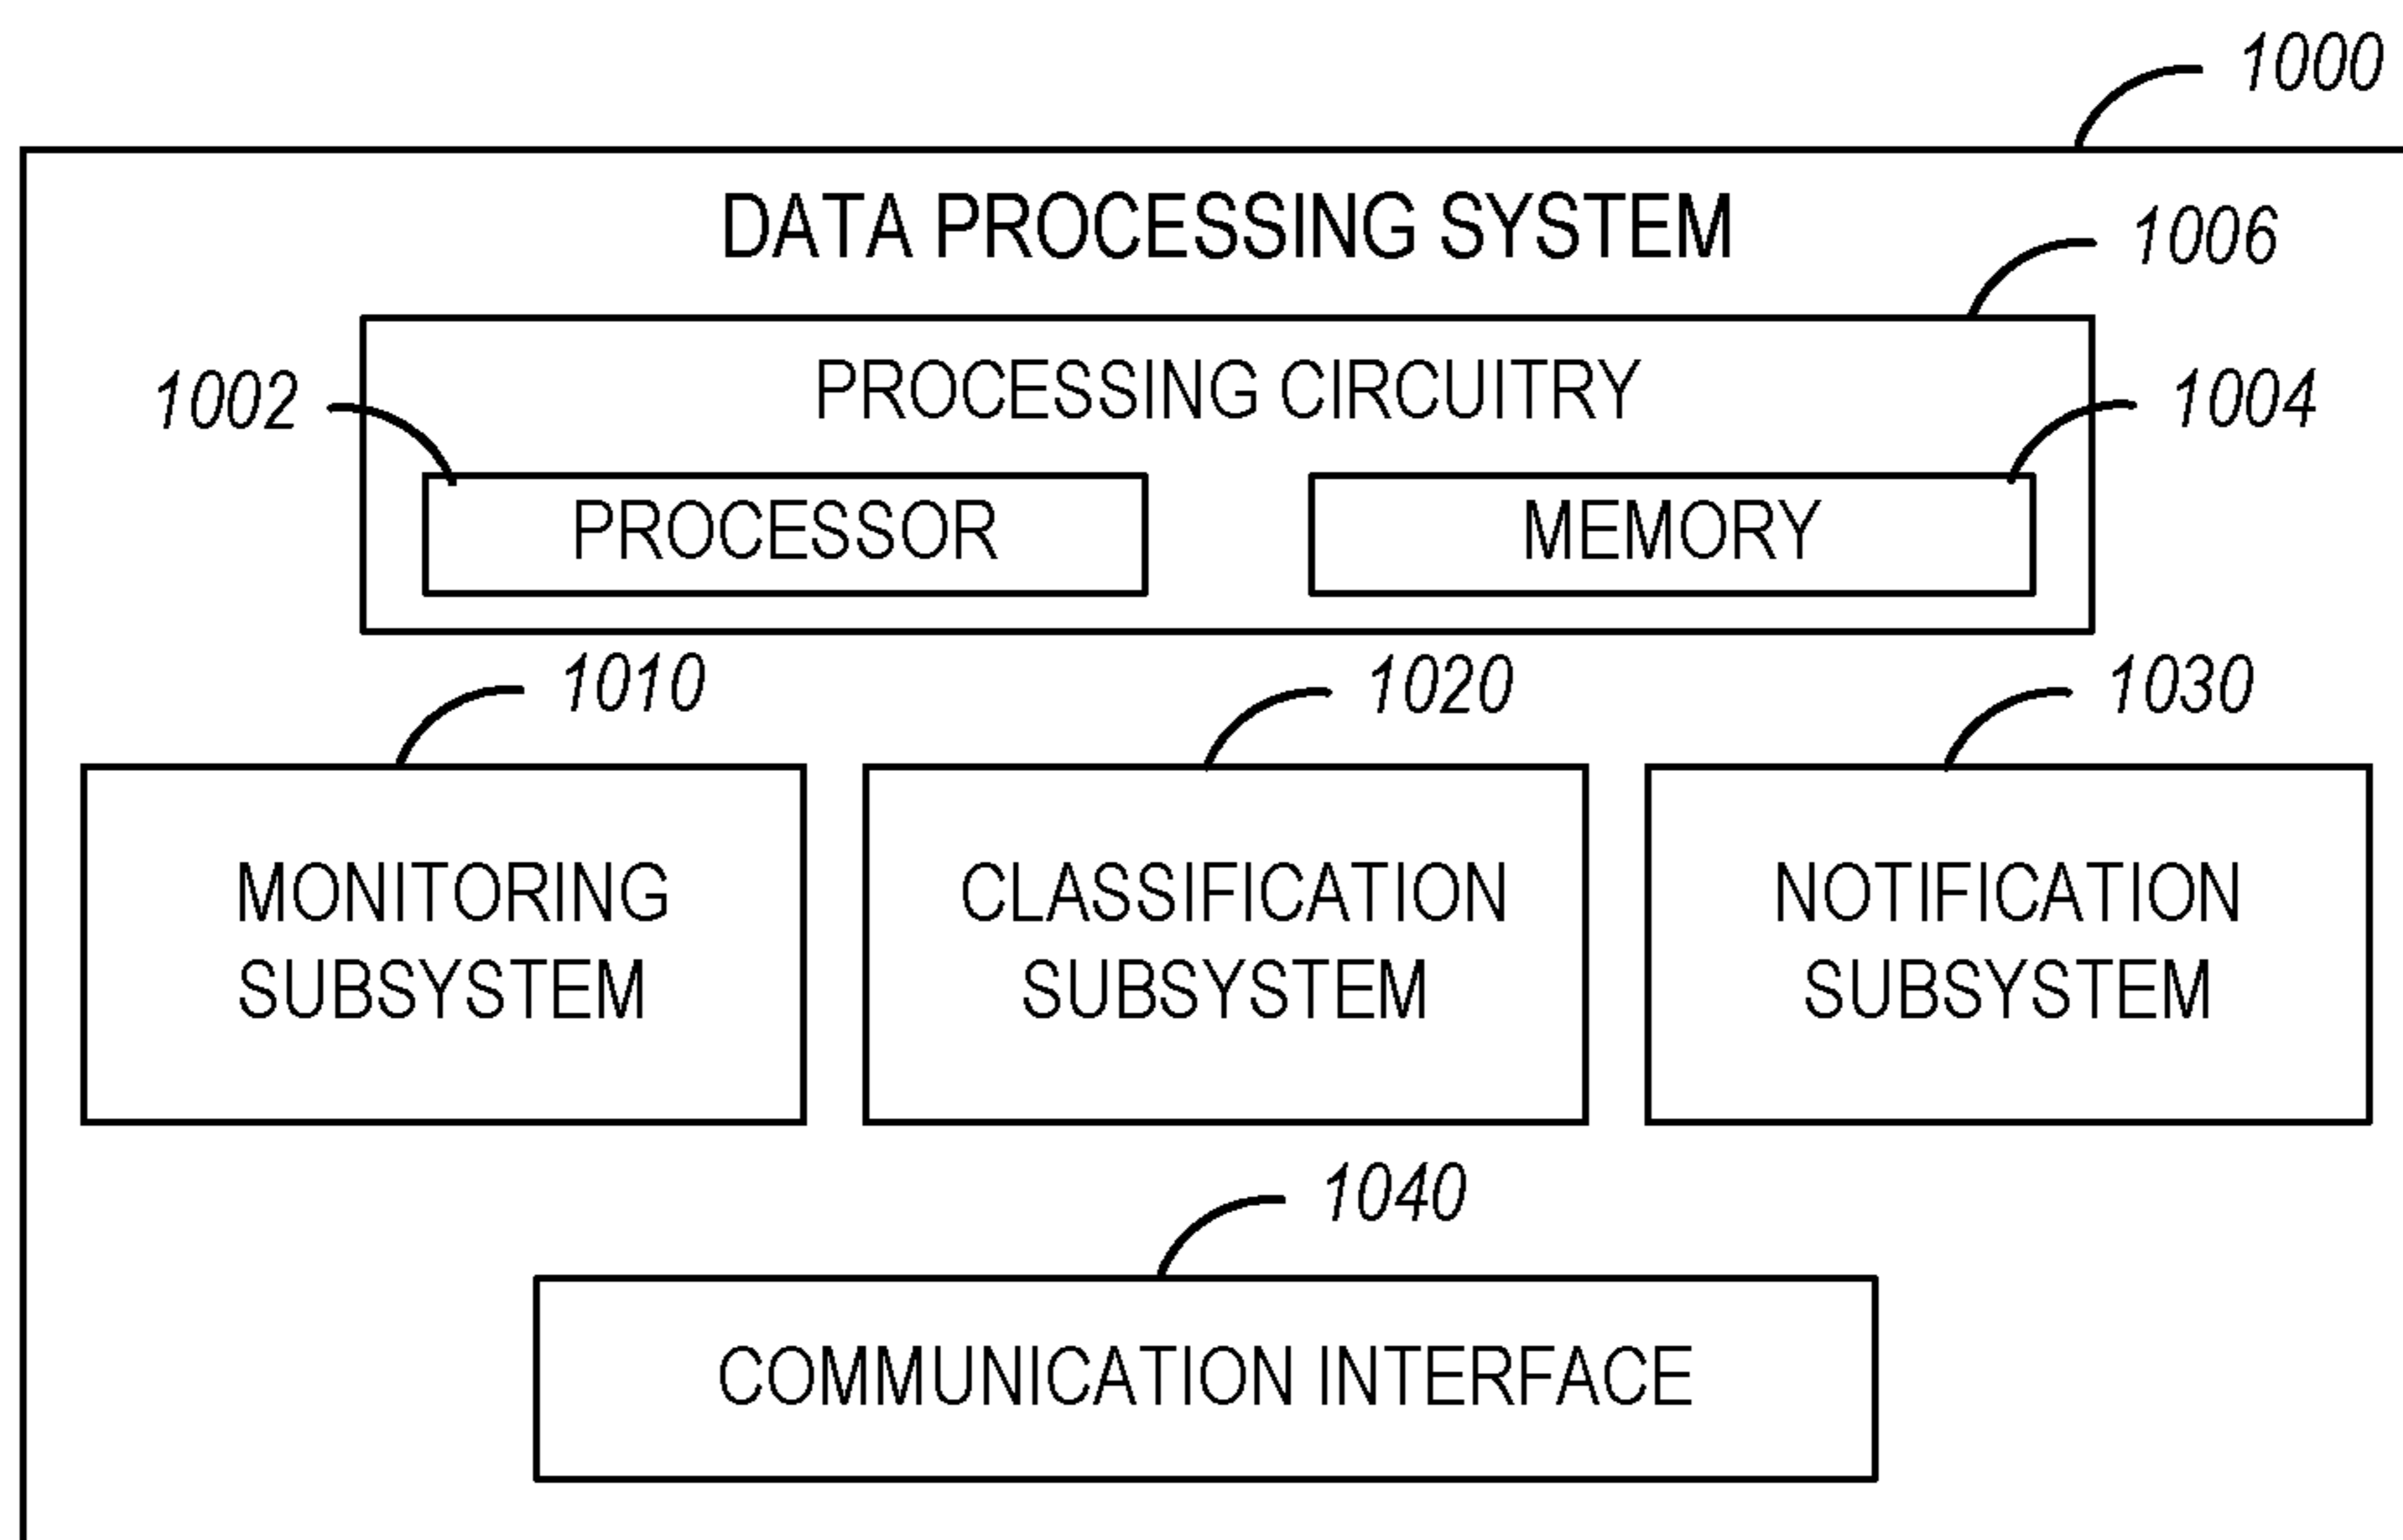 1000
DATA PROCESSING SYSTEM
1006
PROCESSING CIRCUITRY
1002
1004
PROCESSOR
MEMORY
1010
1020
1030
MONITORING
SUBSYSTEM
CLASSIFICATION
SUBSYSTEM
NOTIFICATION
SUBSYSTEM
1040
COMMUNICATION INTERFACE